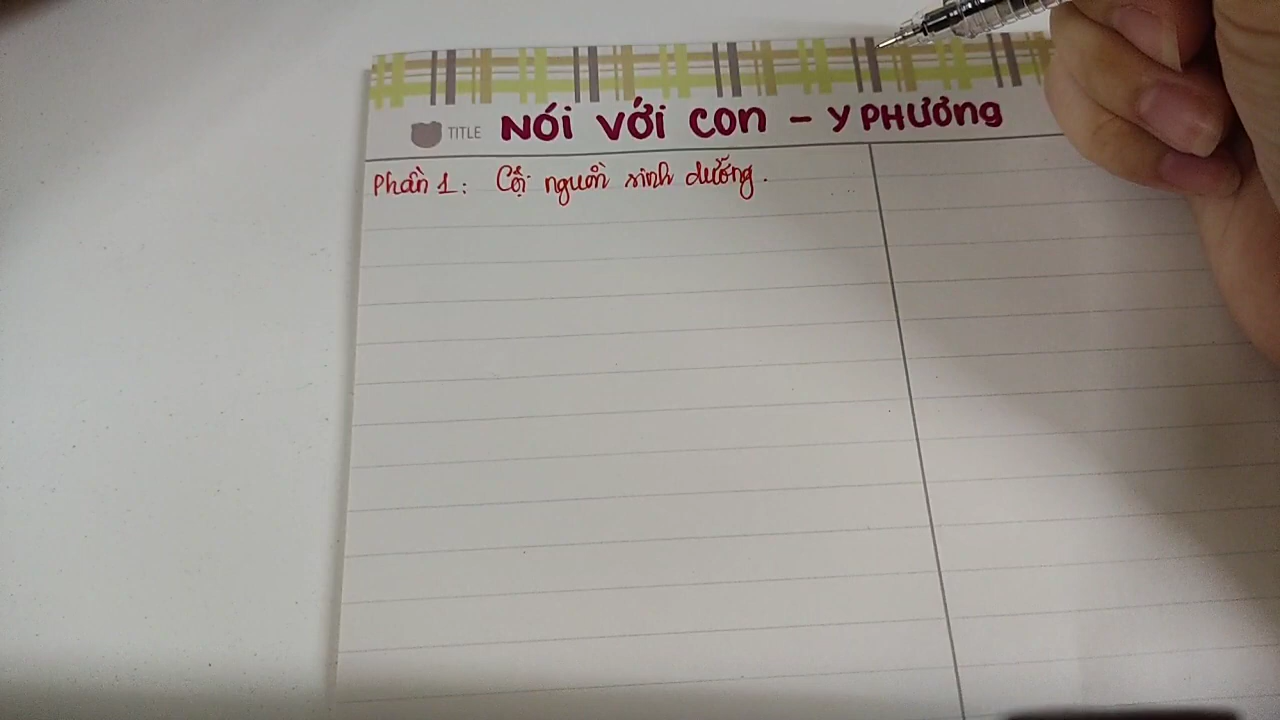 TITLE NÓI VỚI CON - Y PHƯƠNG
Phần 1: Cội nguồn sinh dưỡng.